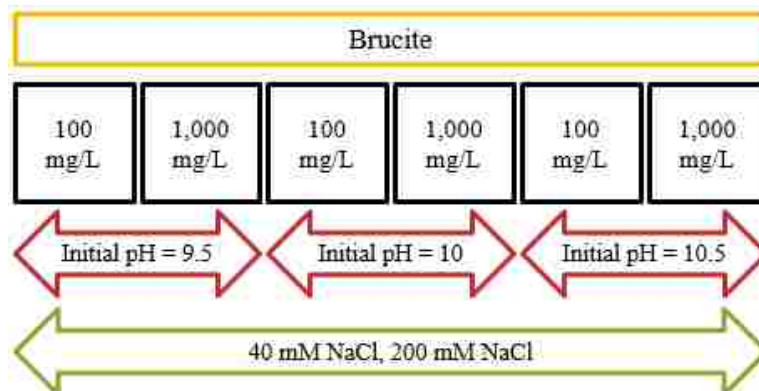 Brucite
100 mg/L
1,000 mg/L
100 mg/L
1,000 mg/L
100 mg/L
1,000 mg/L
Initial pH = 9.5
Initial pH = 10
Initial pH = 10.5
40 mM NaCl, 200 mM NaCl